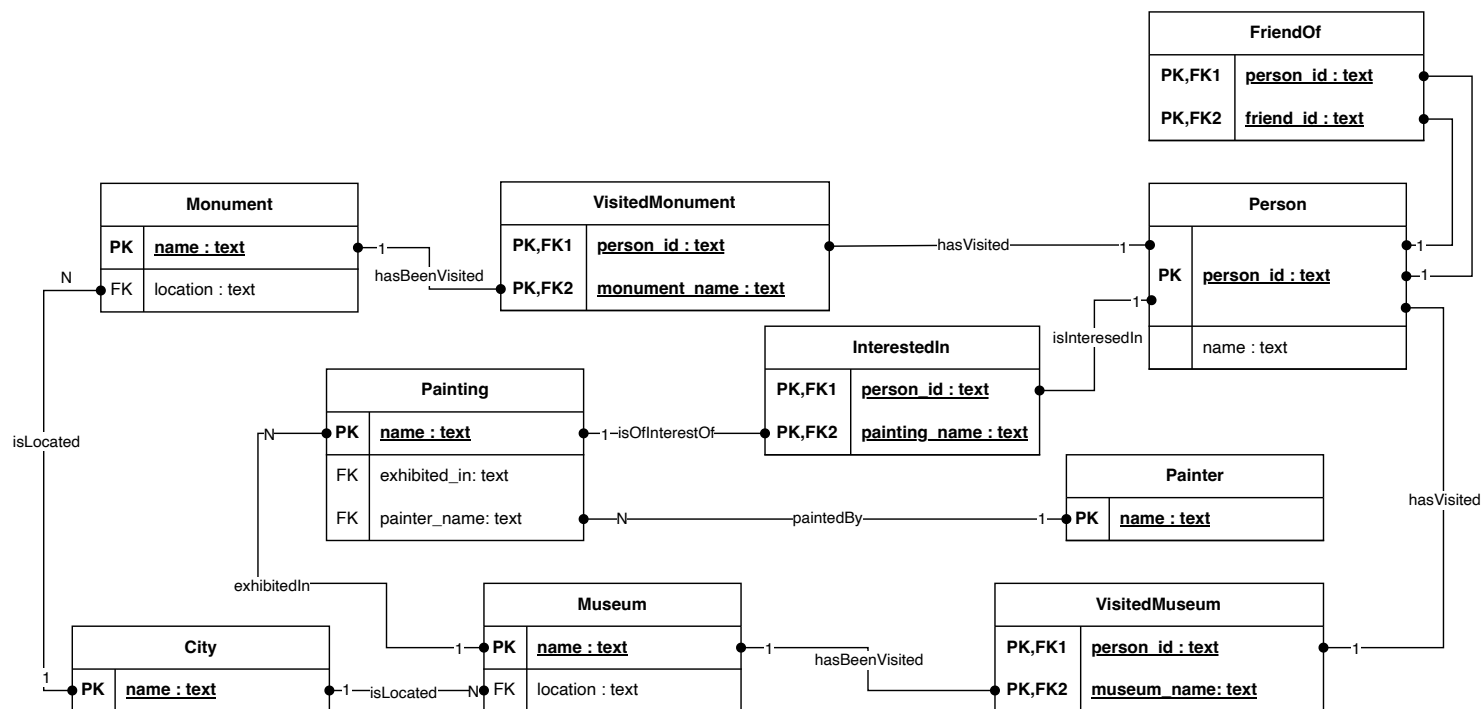 FriendOf
PK,FK1 person_id : text
PK,FK2 friend_id : text
Monument
PK name : text
FK location : text
VisitedMonument
PK,FK1 person_id : text
PK,FK2 monument_name : text
Person
PK person_id : text
name : text
1
hasBeenVisited
hasVisited
1
1
1
N
1
isInteresedIn
InterestedIn
PK,FK1 person_id : text
PK,FK2 painting_name : text
Painting
PK name : text
FK exhibited_in: text
FK painter_name: text
N
1
isOfInterestOf
isLocated
Painter
PK name : text
N
paintedBy
1
hasVisited
exhibitedIn
Museum
PK name : text
FK location : text
VisitedMuseum
PK,FK1 person_id : text
PK,FK2 museum_name: text
City
PK name : text
1
1
hasBeenVisited
1
1
1
isLocated
N